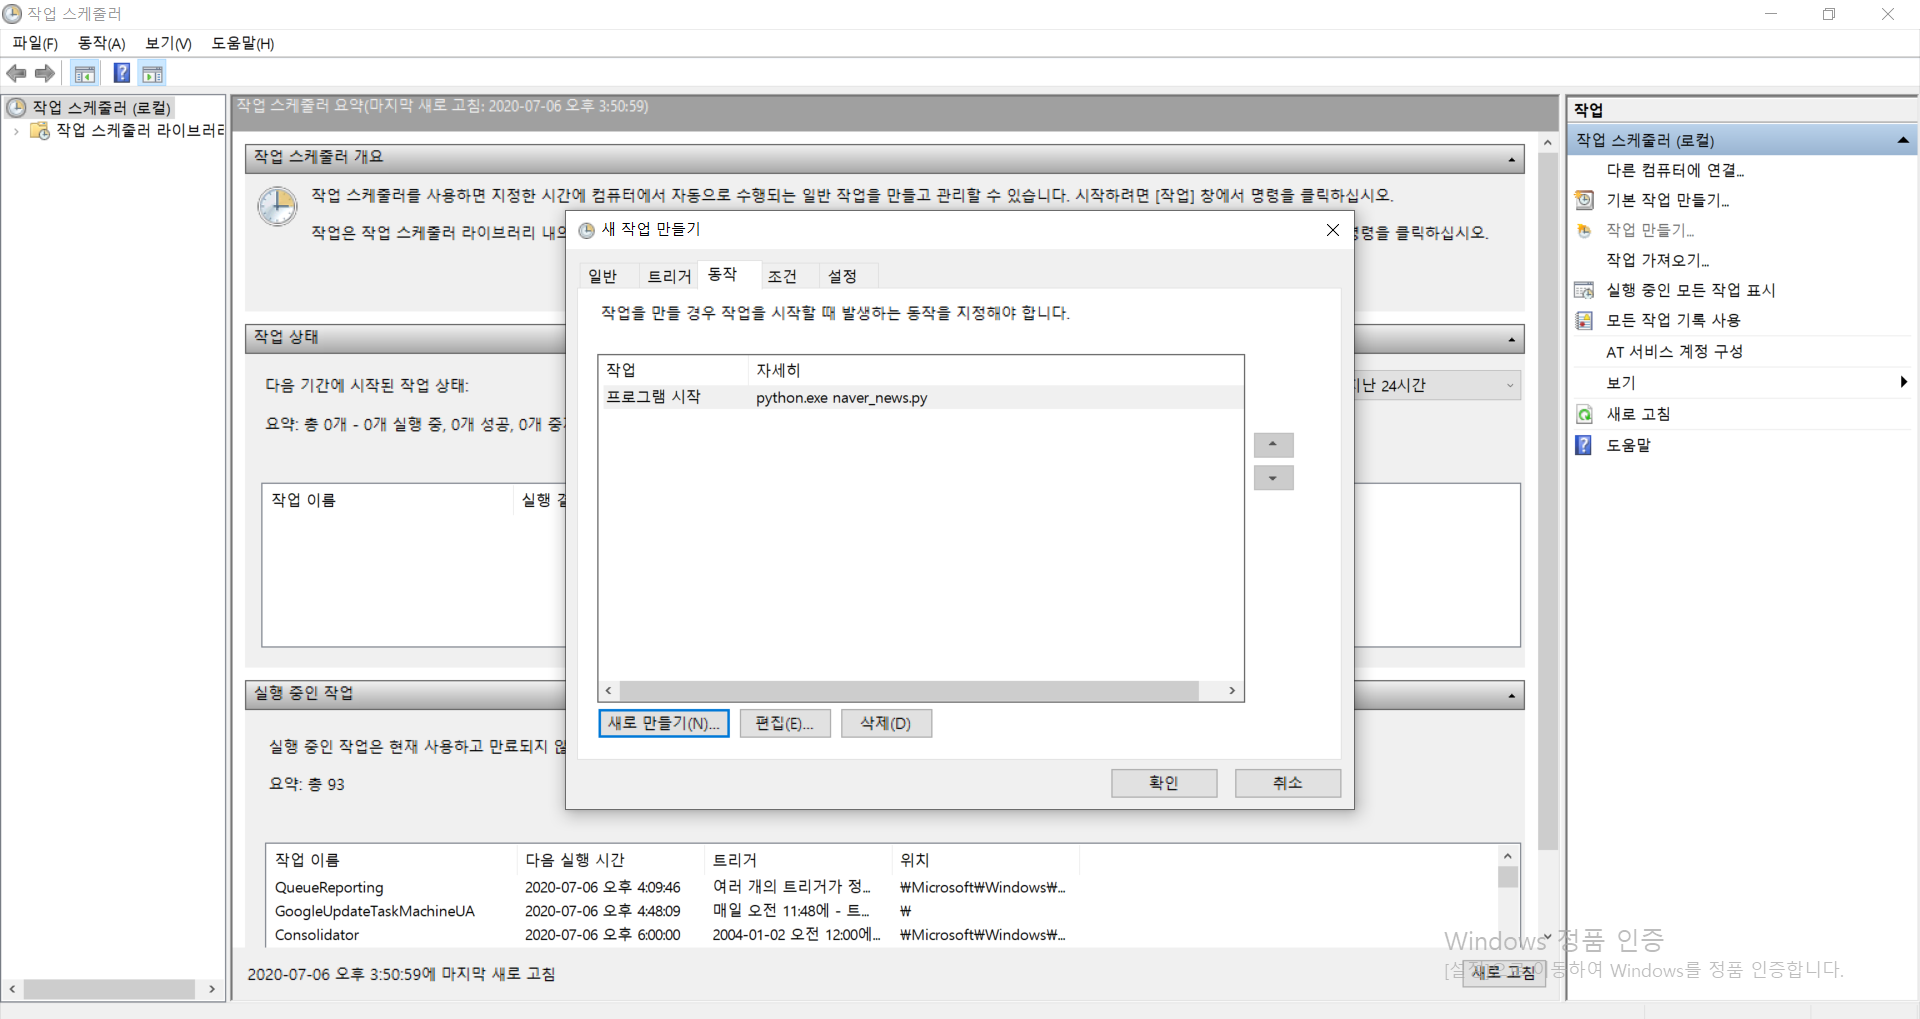 작업 스케줄러
파일(F) 동작(A) 보기(V) 도움말(H)
작업 스케줄러 (로컬)
작업 스케줄러 라이브러리
작업 스케줄러 요약(마지막 새로 고침: 2020-07-06 오후 3:50:59)
작업 스케줄러 개요
작업 스케줄러를 사용하면 지정한 시간에 컴퓨터에서 자동으로 수행되는 일반 작업을 만들고 관리할 수 있습니다. 시작하려면 [작업] 창에서 명령을 클릭하십시오.
작업은 작업 스케줄러 라이브러리 내의
명령을 클릭하십시오.
작업 상태
다음 기간에 시작된 작업 상태:
지난 24시간
요약: 총 0개 - 0개 실행 중, 0개 성공, 0개 중지
작업 이름 실행 결
실행 중인 작업
실행 중인 작업은 현재 사용하고 만료되지 않
요약: 총 93
작업 이름 다음 실행 시간 트리거 위치
QueueReporting 2020-07-06 오후 4:09:46 여러 개의 트리거가 정... ₩Microsoft₩Windows₩...
GoogleUpdateTaskMachineUA 2020-07-06 오후 4:48:09 매일 오전 11:48에 - 트... ₩
Consolidator 2020-07-06 오후 6:00:00 2004-01-02 오전 12:00에... ₩Microsoft₩Windows₩...
2020-07-06 오후 3:50:59에 마지막 새로 고침
새로 고침
새 작업 만들기
일반 트리거 동작 조건 설정
작업을 만들 경우 작업을 시작할 때 발생하는 동작을 지정해야 합니다.
작업 자세히
프로그램 시작 python.exe naver_news.py
새로 만들기(N)... 편집(E)... 삭제(D)
확인 취소
작업
작업 스케줄러 (로컬)
다른 컴퓨터에 연결...
기본 작업 만들기...
작업 만들기...
작업 가져오기...
실행 중인 모든 작업 표시
모든 작업 기록 사용
AT 서비스 계정 구성
보기
새로 고침
도움말
Windows 정품 인증
[설정]으로 이동하여 Windows를 정품 인증합니다.